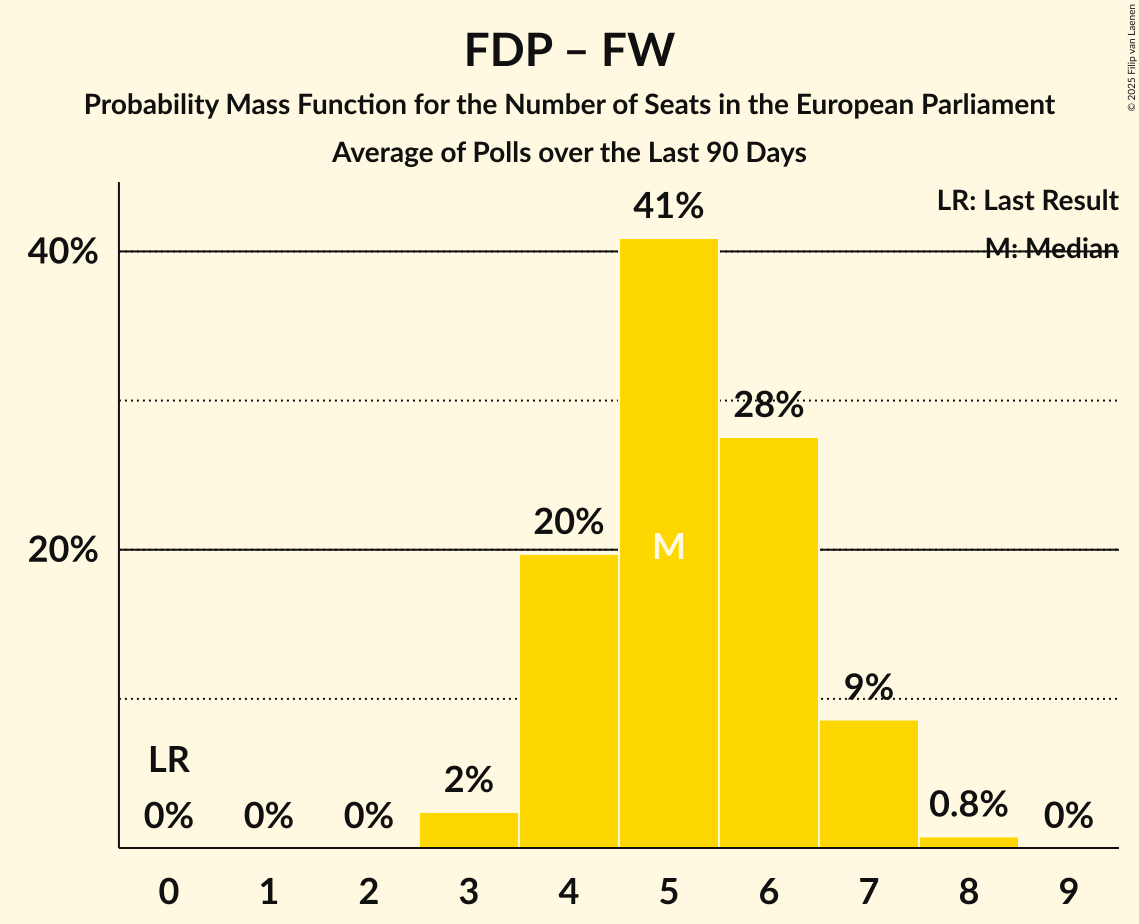 FDP – FW
Probability Mass Function for the Number of Seats in the European Parliament
Average of Polls over the Last 90 Days
© 2025 Filip van Laenen
LR: Last Result
M: Median
40%
20%
LR
0%
0%
0%
2%
20%
41%
M
28%
9%
0.8%
0%
0 1 2 3 4 5 6 7 8 9